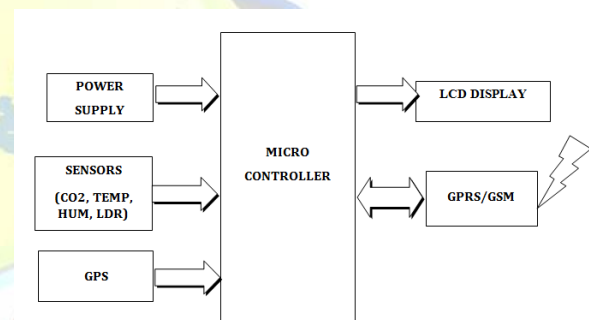 POWER
SUPPLY
SENSORS
(CO2, TEMP,
HUM, LDR)
GPS
MICRO
CONTROLLER
LCD DISPLAY
GPRS/GSM